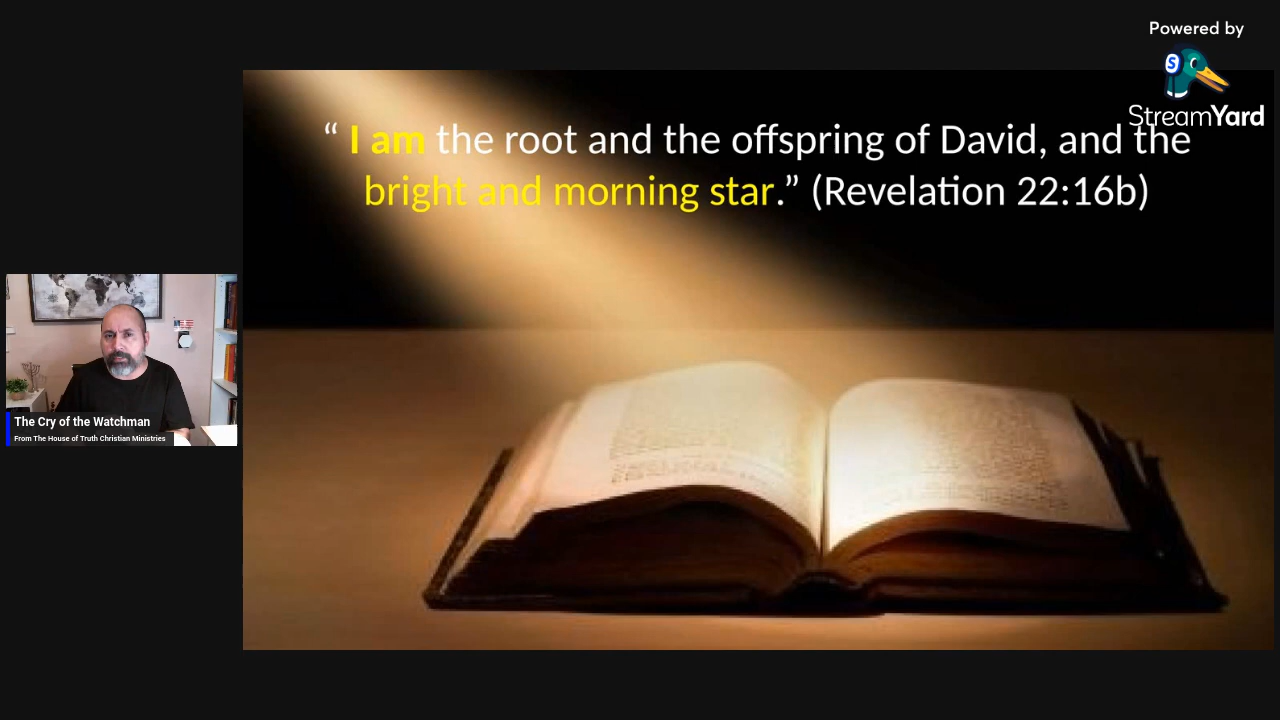 Powered by
StreamYard
“ I am the root and the offspring of David, and the
bright and morning star.” (Revelation 22:16b)
The Cry of the Watchman
From The House of Truth Christian Ministries